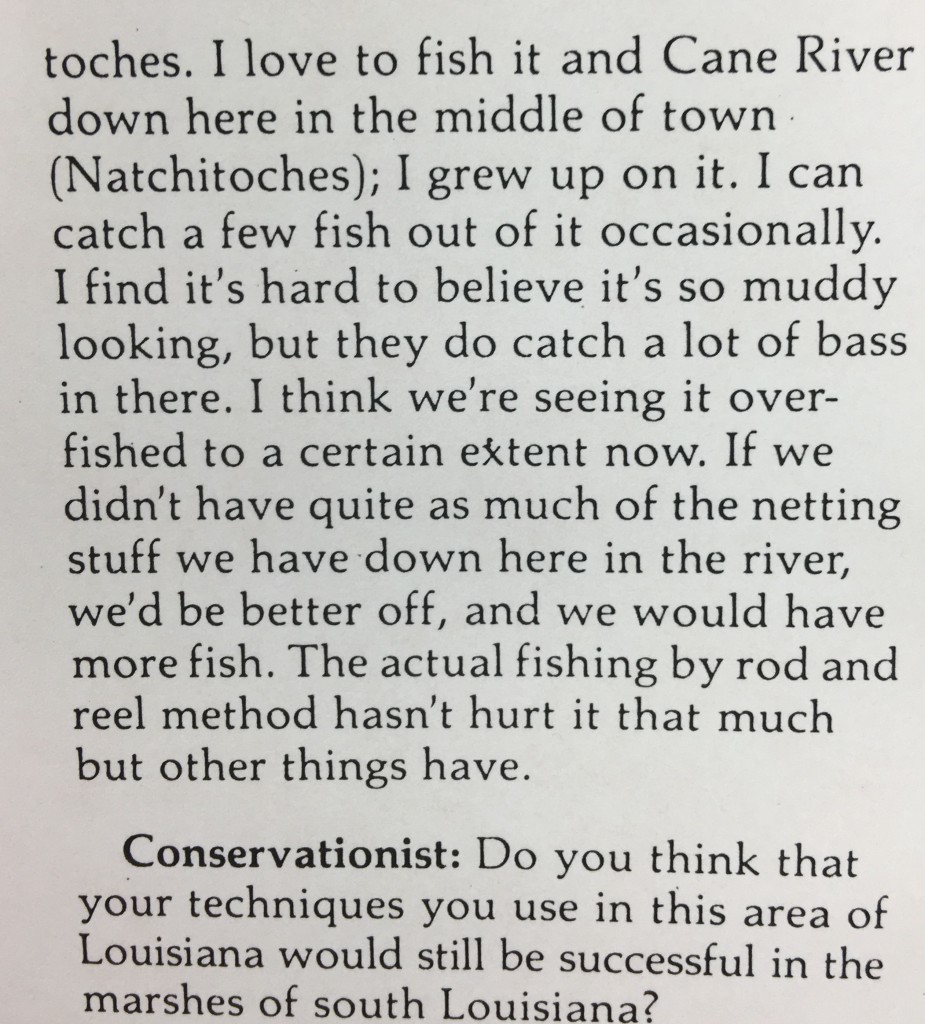 toches. I love to fish it and Cane River
down here in the middle of town
(Natchitoches); I grew up on it. I can
catch a few fish out of it occasionally.
I find it's hard to believe it's so muddy
looking, but they do catch a lot of bass
in there. I think we're seeing it over-
fished to a certain extent now. If we
didn't have quite as much of the netting
stuff we have down here in the river,
we'd be better off, and we would have
more fish. The actual fishing by rod and
reel method hasn't hurt it that much
but other things have.
Conservationist: Do you think that
your techniques you use in this area of
Louisiana would still be successful in the
marshes of south Louisiana?